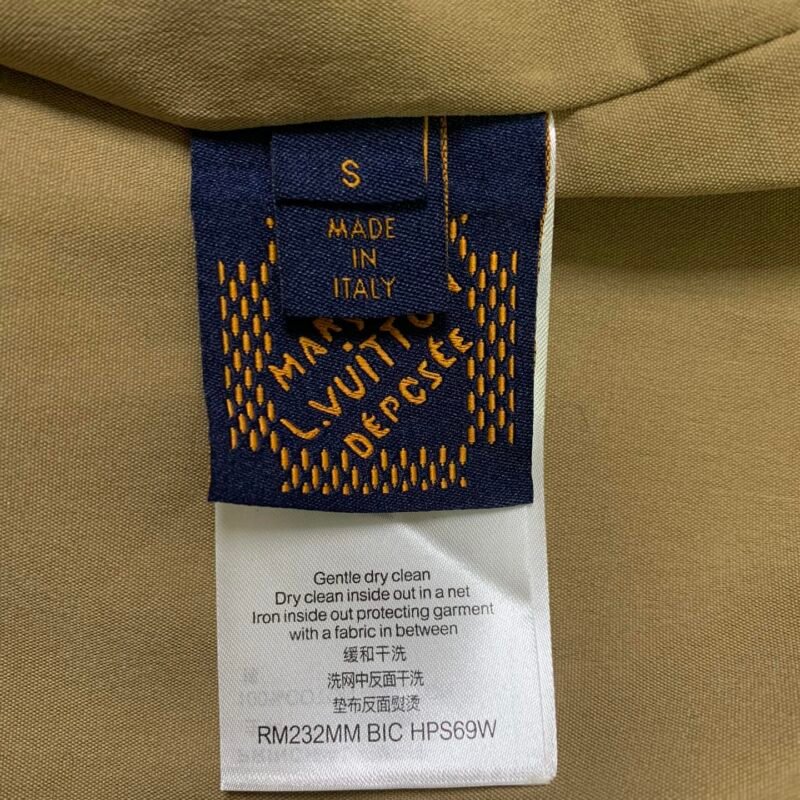 S
MADE
IN
ITALY
L.VUITTO
DÉPOSÉE
Gentle dry clean
Dry clean inside out in a net
Iron inside out protecting garment
with a fabric in between
缓和干洗
洗网中反面干洗
垫布反面熨烫
RM232MM BIC HPS69W